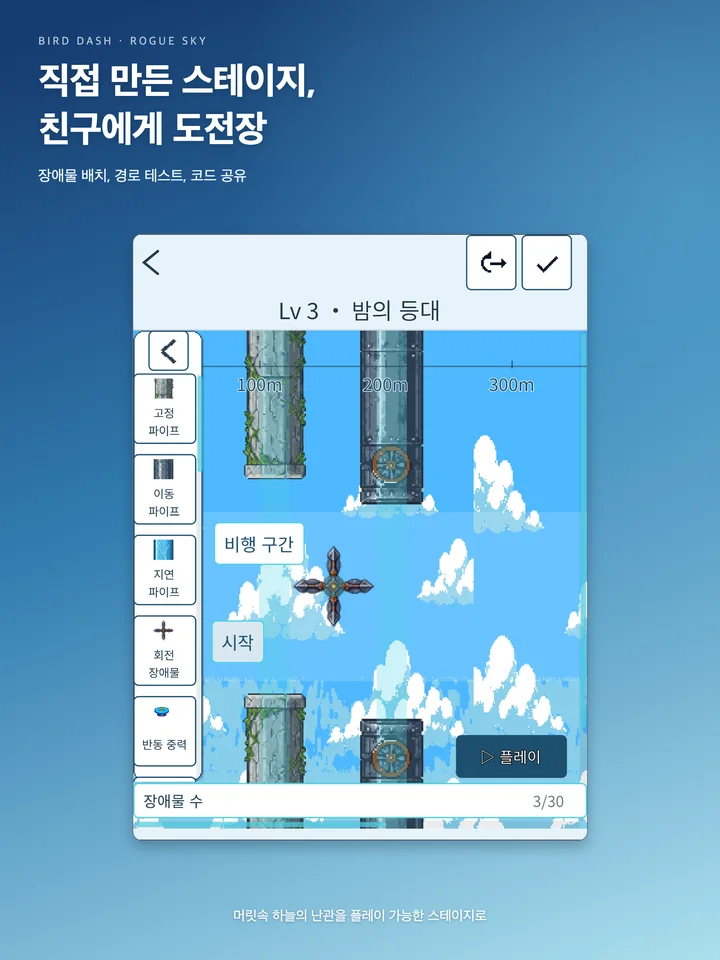 BIRD DASH · ROGUE SKY
직접 만든 스테이지,
친구에게 도전장
장애물 배치, 경로 테스트, 코드 공유
Lv 3 • 밤의 등대
100m
200m
300m
고정
파이프
이동
파이프
지연
파이프
회전
장애물
반동 중력
비행 구간
시작
▷ 플레이
장애물 수
3/30
머릿속 하늘의 난관을 플레이 가능한 스테이지로